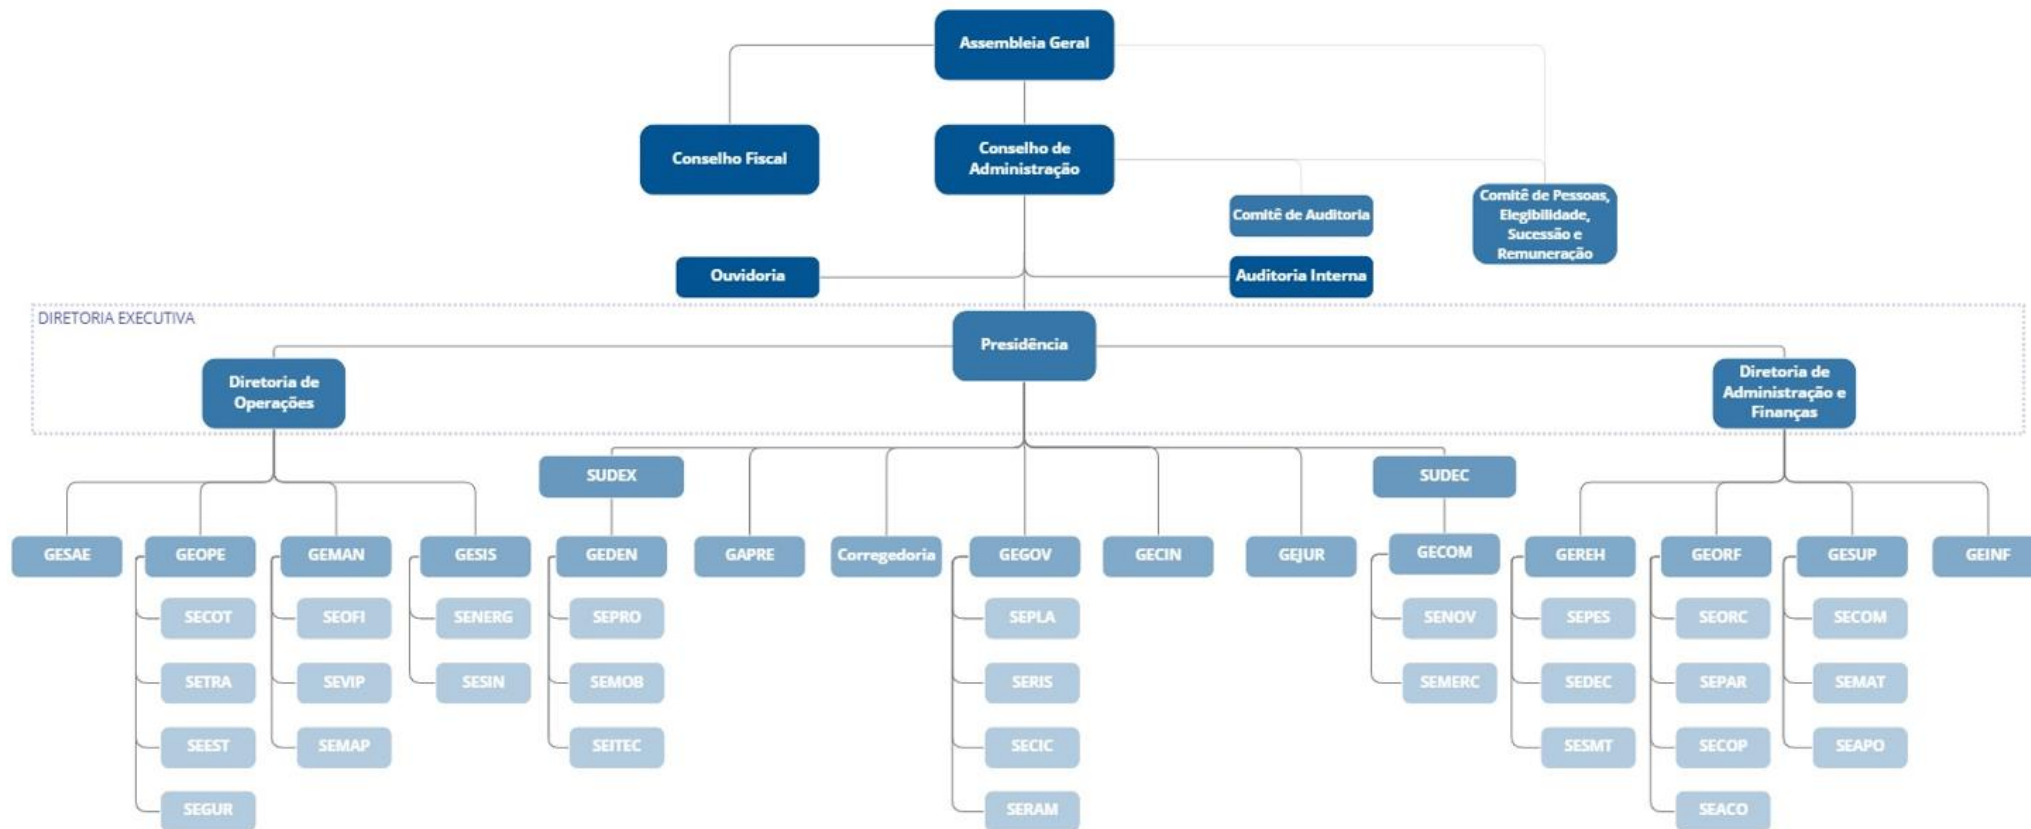 Assembleia Geral
Conselho Fiscal
Conselho de
Administração
Comitê de Auditoria
Comitê de Pessoas,
Elegibilidade,
Sucessão e
Remuneração
Ouvidoria
Auditoria Interna
DIRETORIA EXECUTIVA
Presidência
Diretoria de
Operações
Diretoria de
Administração e
Finanças
SUDEX
SUDEC
GESAE
GEOPE
GEMAN
GESIS
GEDEN
GAPRE
Corregedoria
GEGOV
GECIN
GEJUR
GECOM
GEREH
GEORF
GESUP
GEINF
SECOT
SEOFI
SENERG
SEPRO
SEPLA
SENOV
SEPES
SEORC
SECOM
SETRA
SEVIP
SESIN
SEMOB
SERIS
SEMERC
SEDEC
SEPAR
SEMAT
SEEST
SEMAP
SEITEC
SECIC
SESMT
SECOP
SEAPO
SEGUR
SERAM
SEACO